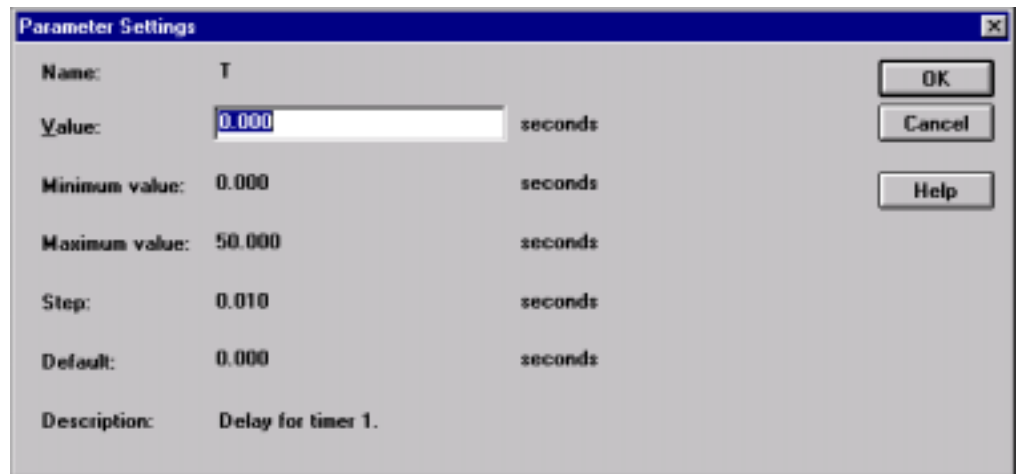 Parameter Settings
Name: T OK
Value: 0.000 seconds Cancel
Minimum value: 0.000 seconds Help
Maximum value: 50.000 seconds
Step: 0.010 seconds
Default: 0.000 seconds
Description: Delay for timer 1.